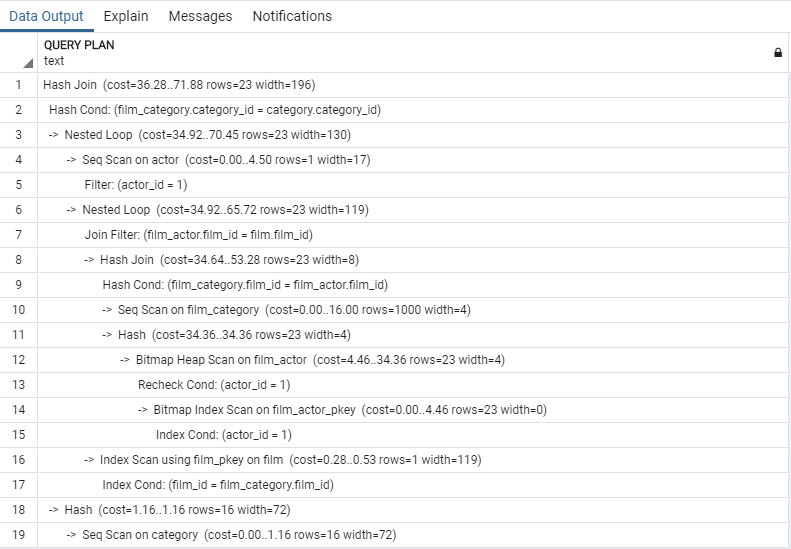 Data Output Explain Messages Notifications
QUERY PLAN
text
1 Hash Join (cost=36.28..71.88 rows=23 width=196)
2 Hash Cond: (film_category.category_id = category.category_id)
3 -> Nested Loop (cost=34.92..70.45 rows=23 width=130)
4 -> Seq Scan on actor (cost=0.00..4.50 rows=1 width=17)
5 Filter: (actor_id = 1)
6 -> Nested Loop (cost=34.92..65.72 rows=23 width=119)
7 Join Filter: (film_actor.film_id = film.film_id)
8 -> Hash Join (cost=34.64..53.28 rows=23 width=8)
9 Hash Cond: (film_category.film_id = film_actor.film_id)
10 -> Seq Scan on film_category (cost=0.00..16.00 rows=1000 width=4)
11 -> Hash (cost=34.36..34.36 rows=23 width=4)
12 -> Bitmap Heap Scan on film_actor (cost=4.46..34.36 rows=23 width=4)
13 Recheck Cond: (actor_id = 1)
14 -> Bitmap Index Scan on film_actor_pkey (cost=0.00..4.46 rows=23 width=0)
15 Index Cond: (actor_id = 1)
16 -> Index Scan using film_pkey on film (cost=0.28..0.53 rows=1 width=119)
17 Index Cond: (film_id = film_category.film_id)
18 -> Hash (cost=1.16..1.16 rows=16 width=72)
19 -> Seq Scan on category (cost=0.00..1.16 rows=16 width=72)